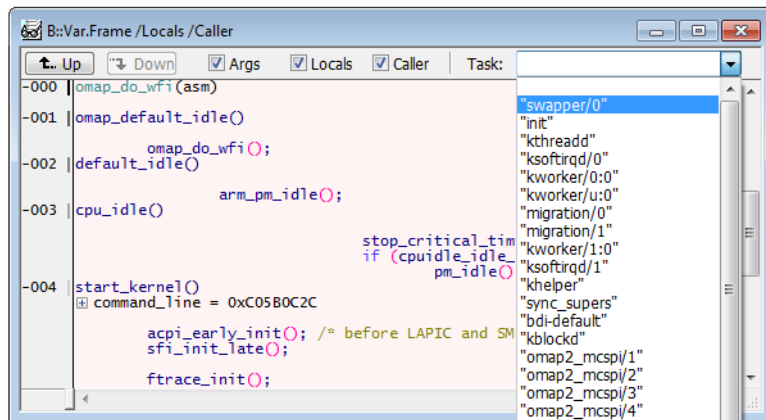 B::Var.Frame /Locals /Caller
Up Down Args Locals Caller Task:
-000 omap_do_wfi(asm)
-001 omap_default_idle()
omap_do_wfi();
-002 default_idle()
arm_pm_idle();
-003 cpu_idle()
stop_critical_tim
if (cpuidle_idle_
pm_idle()
-004 start_kernel()
command_line = 0xC05B0C2C
acpi_early_init(); /* before LAPIC and SM
sfi_init_late();
ftrace_init();
"swapper/0"
"init"
"kthreadd"
"ksoftirqd/0"
"kworker/0:0"
"kworker/u:0"
"migration/0"
"migration/1"
"kworker/1:0"
"ksoftirqd/1"
"khelper"
"sync_supers"
"bdi-default"
"kblockd"
"omap2_mcspi/1"
"omap2_mcspi/2"
"omap2_mcspi/3"
"omap2_mcspi/4"